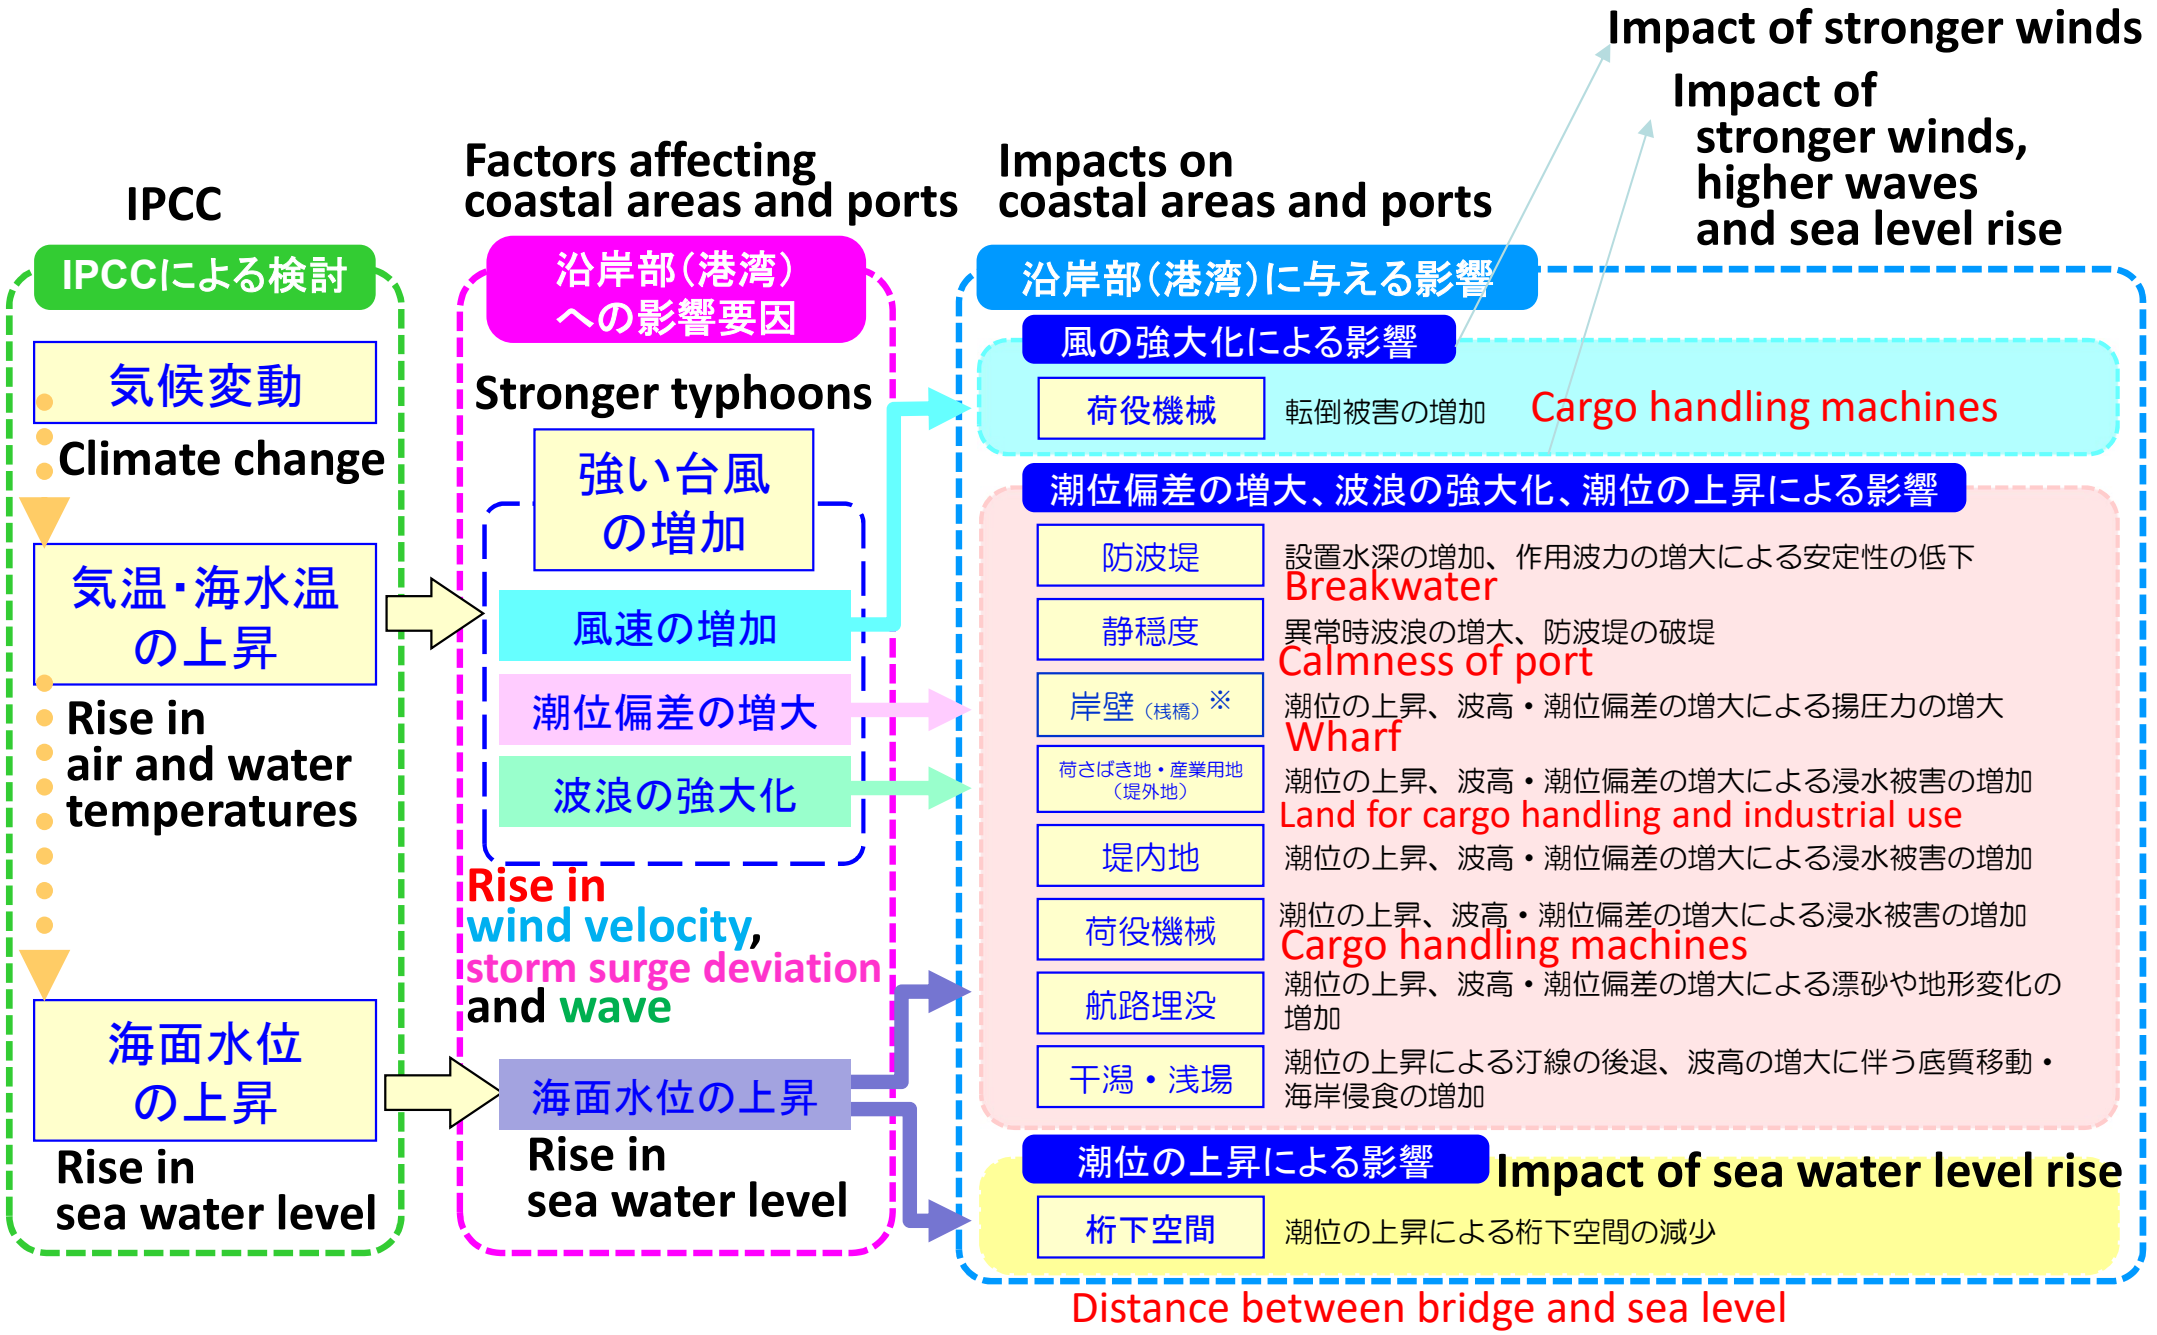 Impact of stronger winds
Impact of
stronger winds,
higher waves
and sea level rise
IPCC
Factors affecting
coastal areas and ports
Impacts on
coastal areas and ports
IPCCによる検討
気候変動
Climate change
気温・海水温
の上昇
Rise in
air and water
temperatures
海面水位
の上昇
Rise in
sea water level
沿岸部（港湾）
への影響要因
Stronger typhoons
強い台風
の増加
風速の増加
潮位偏差の増大
波浪の強大化
Rise in
wind velocity,
storm surge deviation
and wave
海面水位の上昇
Rise in
sea water level
沿岸部（港湾）に与える影響
風の強大化による影響
荷役機械 転倒被害の増加 Cargo handling machines
潮位偏差の増大、波浪の強大化、潮位の上昇による影響
防波堤 設置水深の増加、作用波力の増大による安定性の低下
Breakwater
静穏度 異常時波浪の増大、防波堤の破堤
Calmness of port
岸壁（桟橋）※ 潮位の上昇、波高・潮位偏差の増大による揚圧力の増大
Wharf
荷さばき地・産業用地
（堤外地）
潮位の上昇、波高・潮位偏差の増大による浸水被害の増加
Land for cargo handling and industrial use
堤内地 潮位の上昇、波高・潮位偏差の増大による浸水被害の増加
荷役機械 潮位の上昇、波高・潮位偏差の増大による浸水被害の増加
Cargo handling machines
航路埋没 潮位の上昇、波高・潮位偏差の増大による漂砂や地形変化の
増加
干潟・浅場 潮位の上昇による汀線の後退、波高の増大に伴う底質移動・
海岸侵食の増加
潮位の上昇による影響 Impact of sea water level rise
桁下空間 潮位の上昇による桁下空間の減少
Distance between bridge and sea level